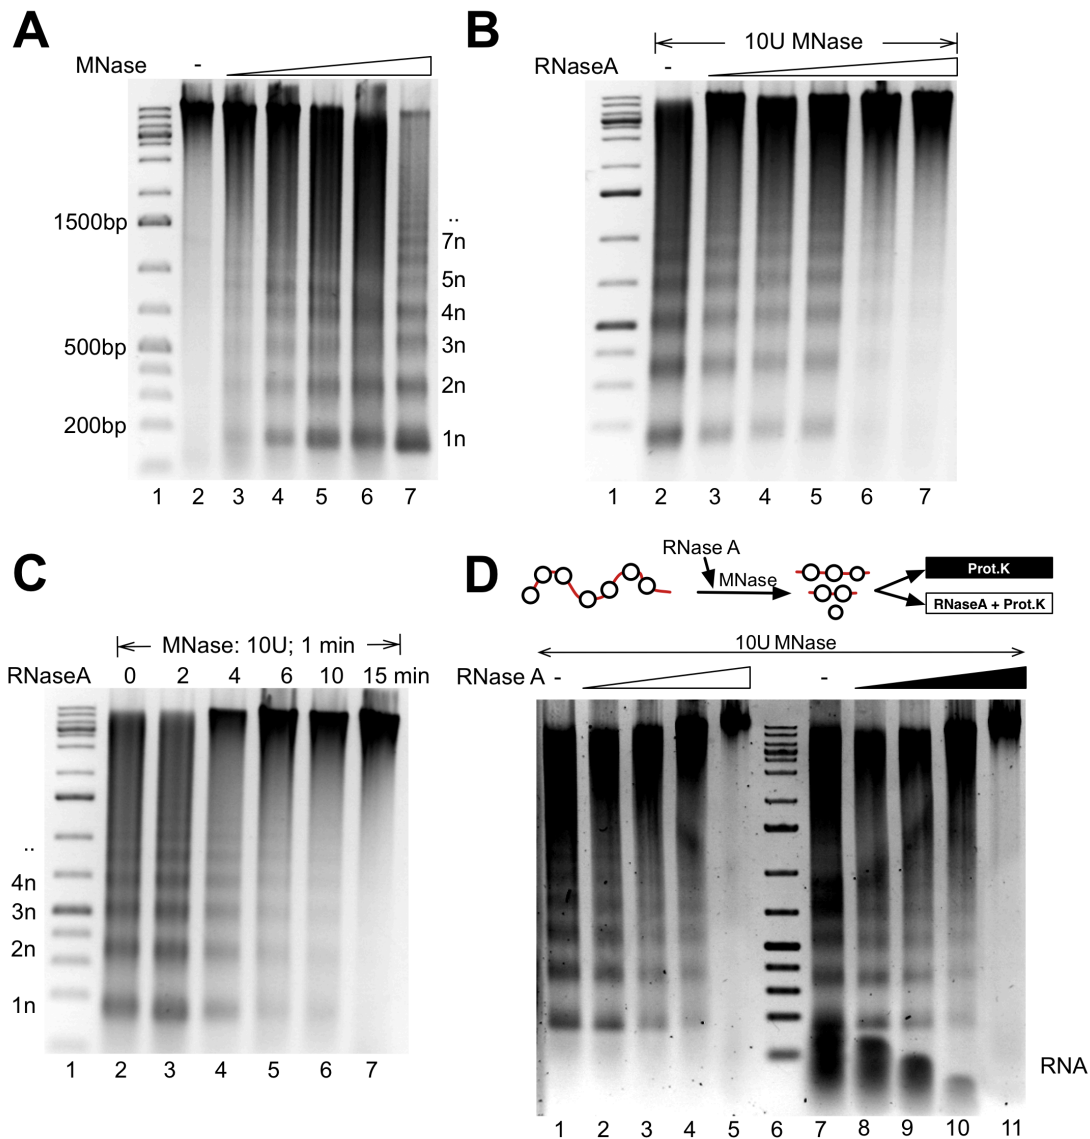 A
MNase -
1500bp
500bp
200bp
..
7n
5n
4n
3n
2n
1n
1 2 3 4 5 6 7
B
10U MNase
RNaseA -
1 2 3 4 5 6 7
C
MNase: 10U; 1 min
RNaseA 0 2 4 6 10 15 min
..
4n
3n
2n
1n
1 2 3 4 5 6 7
D
RNase A
MNase
Prot.K
RNaseA + Prot.K
10U MNase
RNase A - -
RNA
1 2 3 4 5 6 7 8 9 10 11